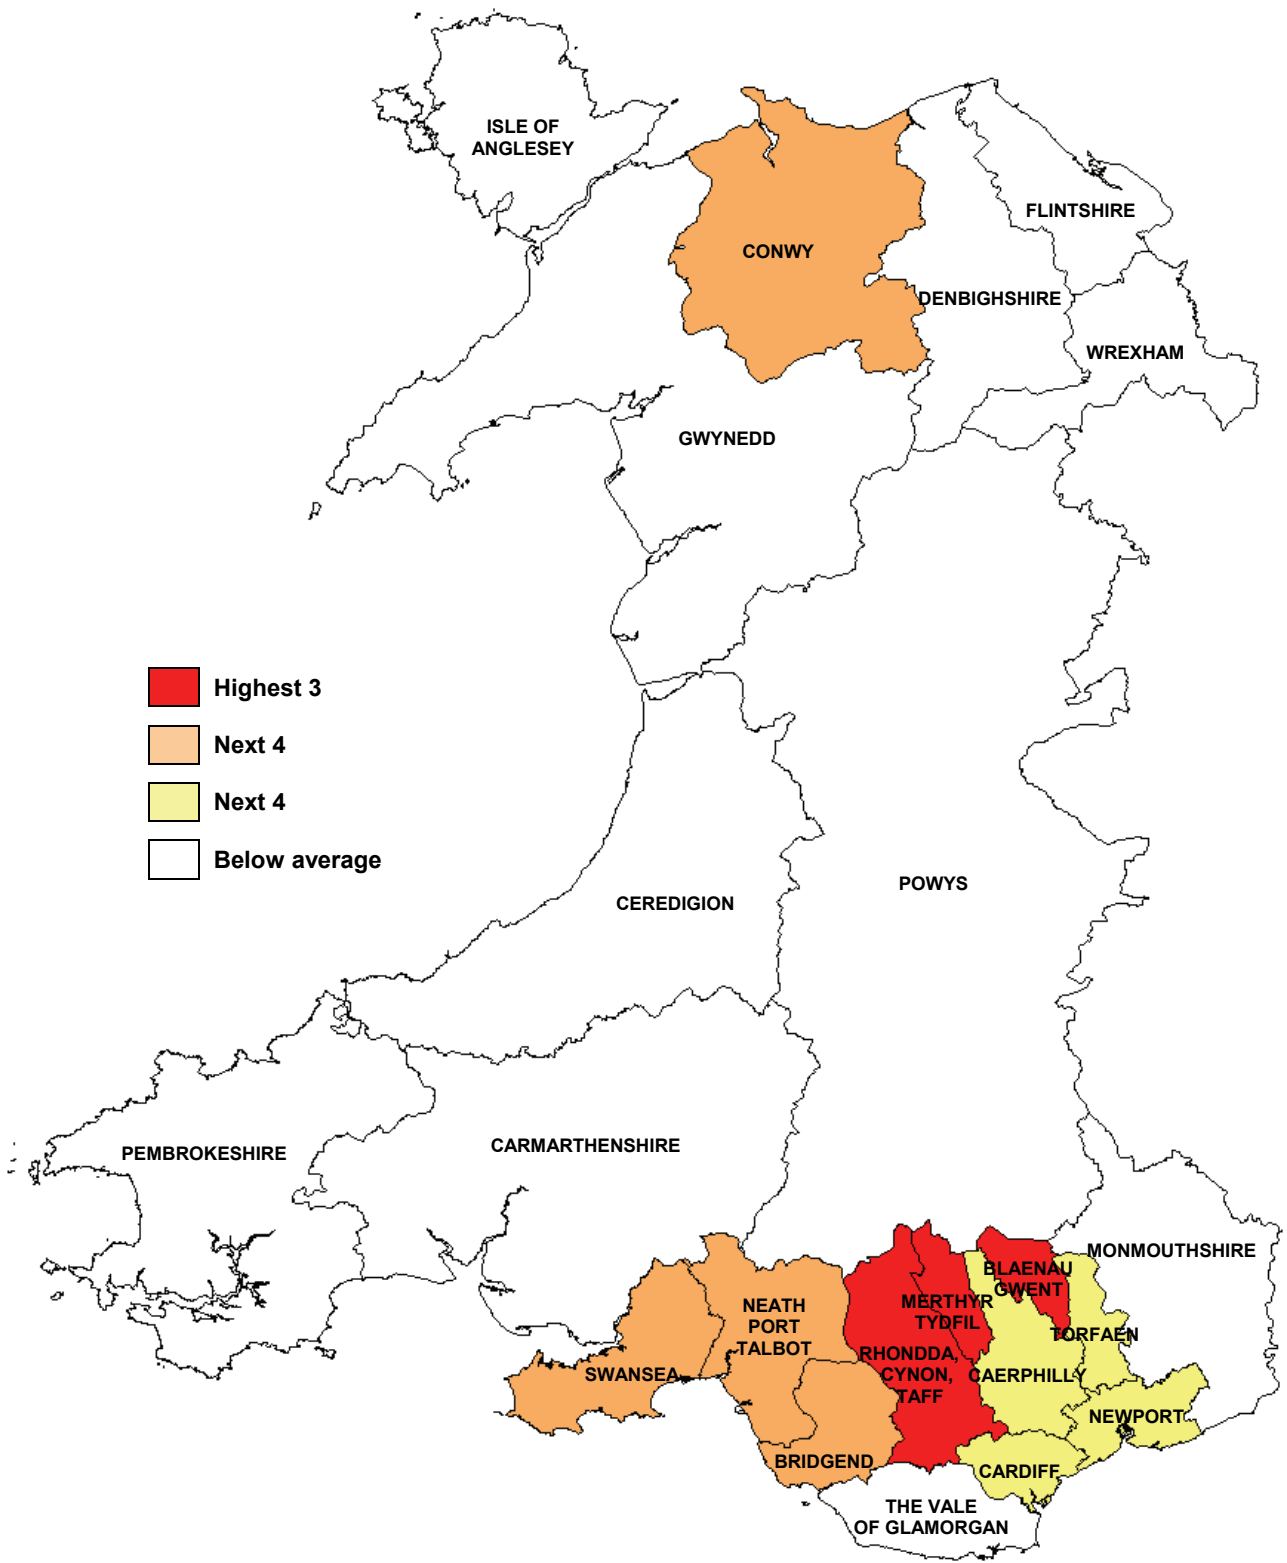 ISLE OF
ANGLESEY
FLINTSHIRE
CONWY
DENBIGHSHIRE
WREXHAM
GWYNEDD
Highest 3
Next 4
Next 4
Below average
POWYS
CEREDIGION
CARMARTHENSHIRE
PEMBROKESHIRE
MONMOUTHSHIRE
BLAENAU
GWENT
MERTHYR
TYDFIL
NEATH
PORT
TALBOT
TORFAEN
RHONDDA,
CYNON,
TAFF
SWANSEA
CAERPHILLY
NEWPORT
BRIDGEND
CARDIFF
THE VALE
OF GLAMORGAN